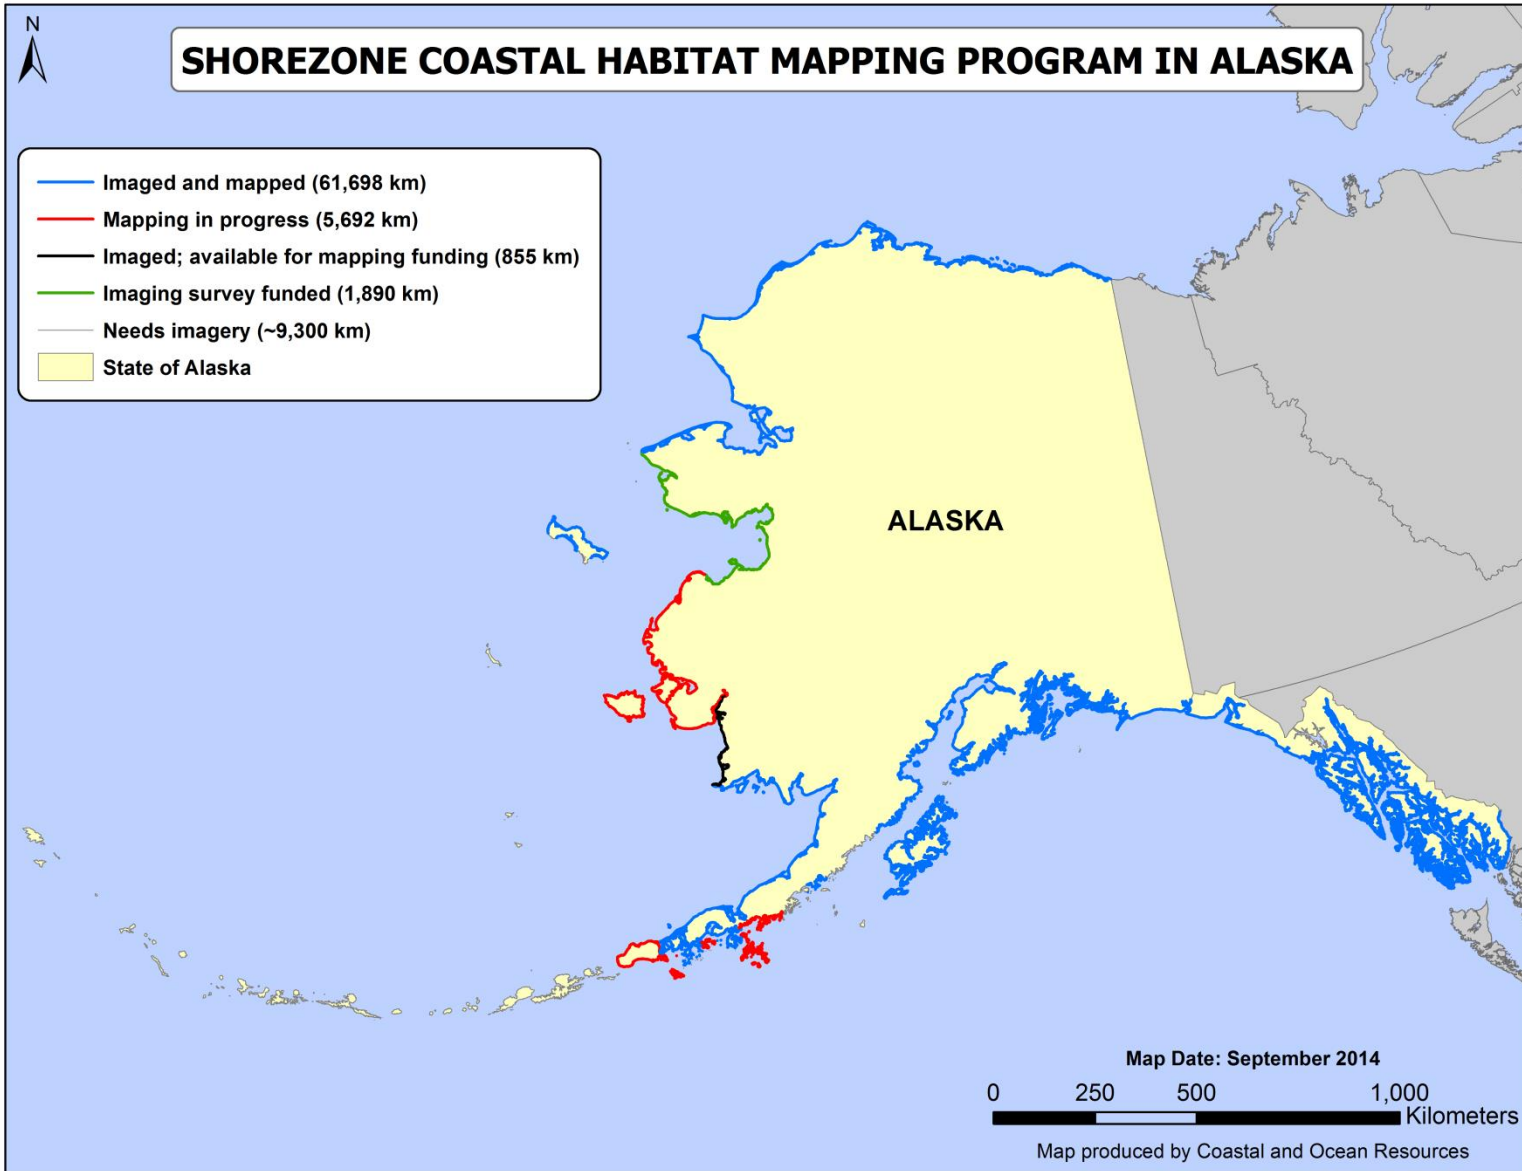 N
SHOREZONE COASTAL HABITAT MAPPING PROGRAM IN ALASKA
Imaged and mapped (61,698 km)
Mapping in progress (5,692 km)
Imaged; available for mapping funding (855 km)
Imaging survey funded (1,890 km)
Needs imagery (~9,300 km)
State of Alaska
ALASKA
Map Date: September 2014
0 250 500 1,000
Kilometers
Map produced by Coastal and Ocean Resources